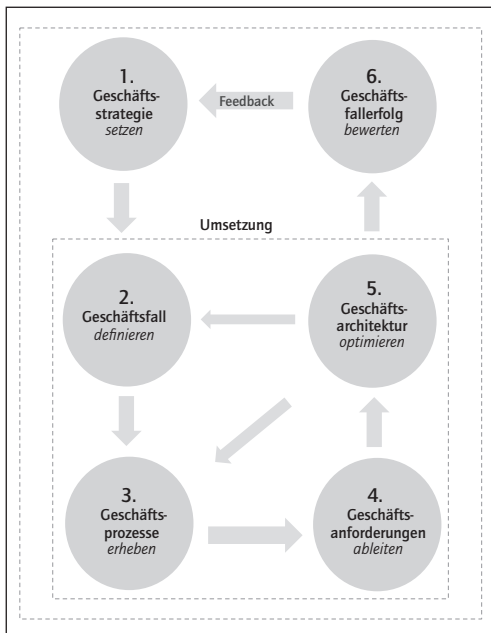 1.
Geschäfts-
strategie
setzen
Feedback
6.
Geschäfts-
fallerfolg
bewerten
Umsetzung
2.
Geschäftsfall
definieren
5.
Geschäfts-
architektur
optimieren
3.
Geschäfts-
prozesse
erheben
4.
Geschäfts-
anforderungen
ableiten